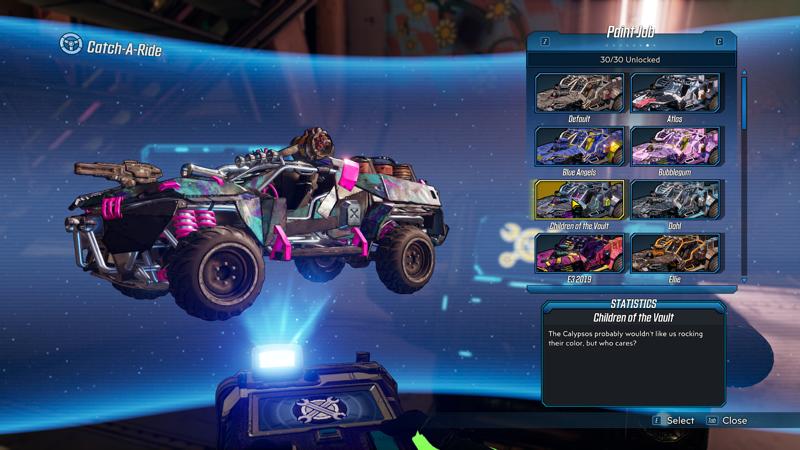 Catch-A-Ride
Paint Job
Z
C
30/30 Unlocked
Default
Atlas
Blue Angels
Bubblegum
Children of the Vault
Dahl
E3 2019
Ellie
STATISTICS
Children of the Vault
The Calypsos probably wouldn't like us rocking
their color, but who cares?
E Select
Tab Close